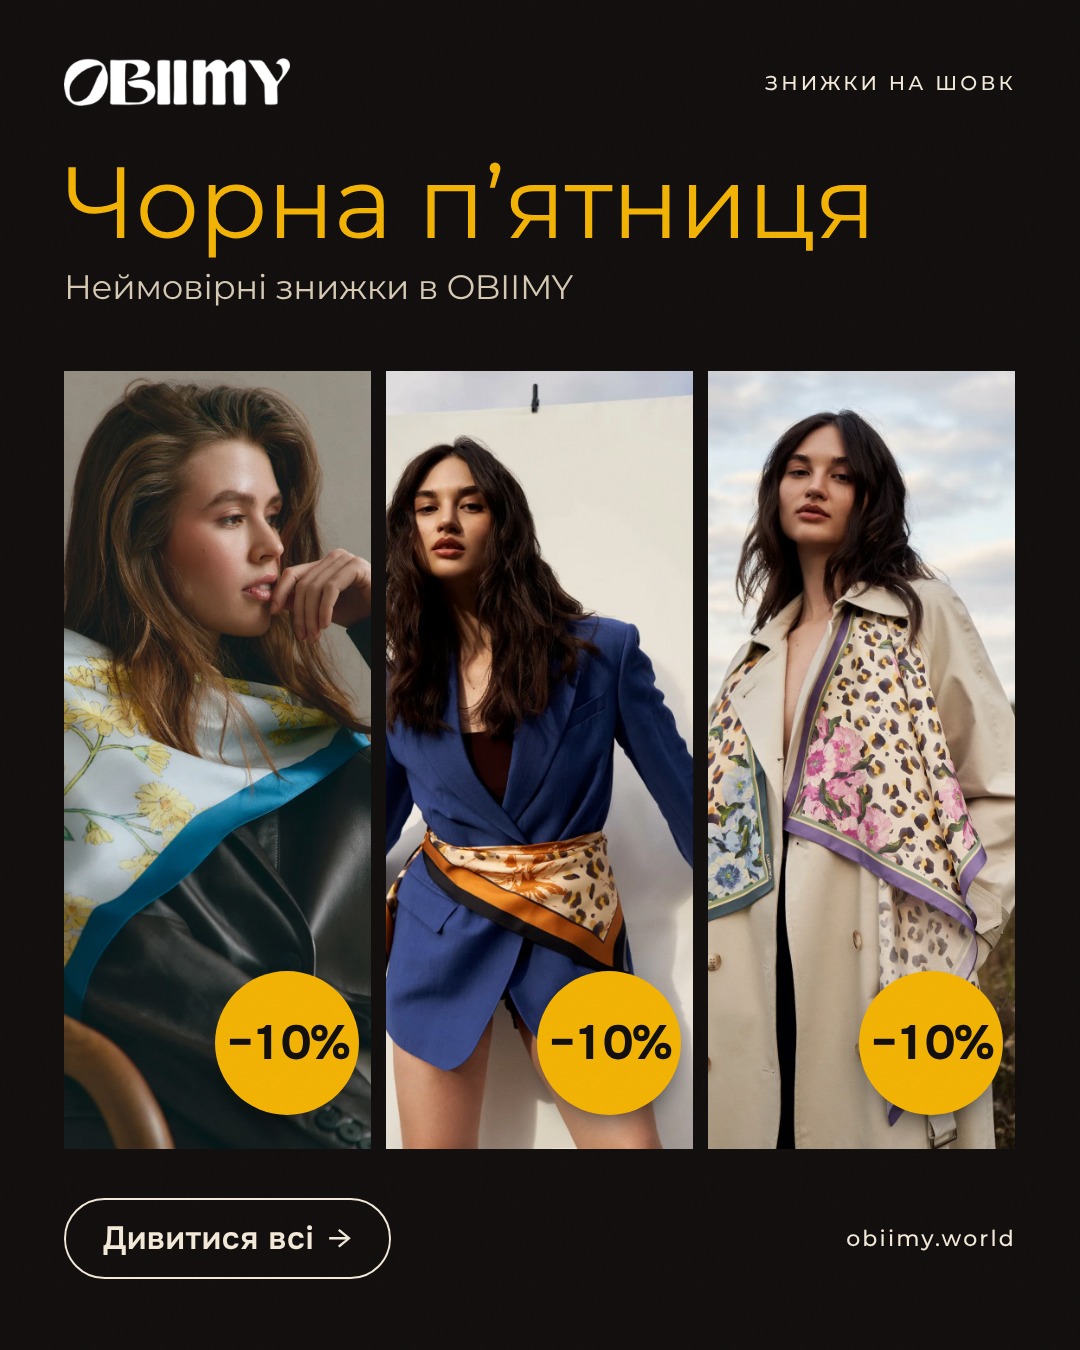 OBIIMY
ЗНИЖКИ НА ШОВК
Чорна п’ятниця
Неймовірні знижки в OBIIMY
−10%
−10%
−10%
Дивитися всі →
obiimy.world